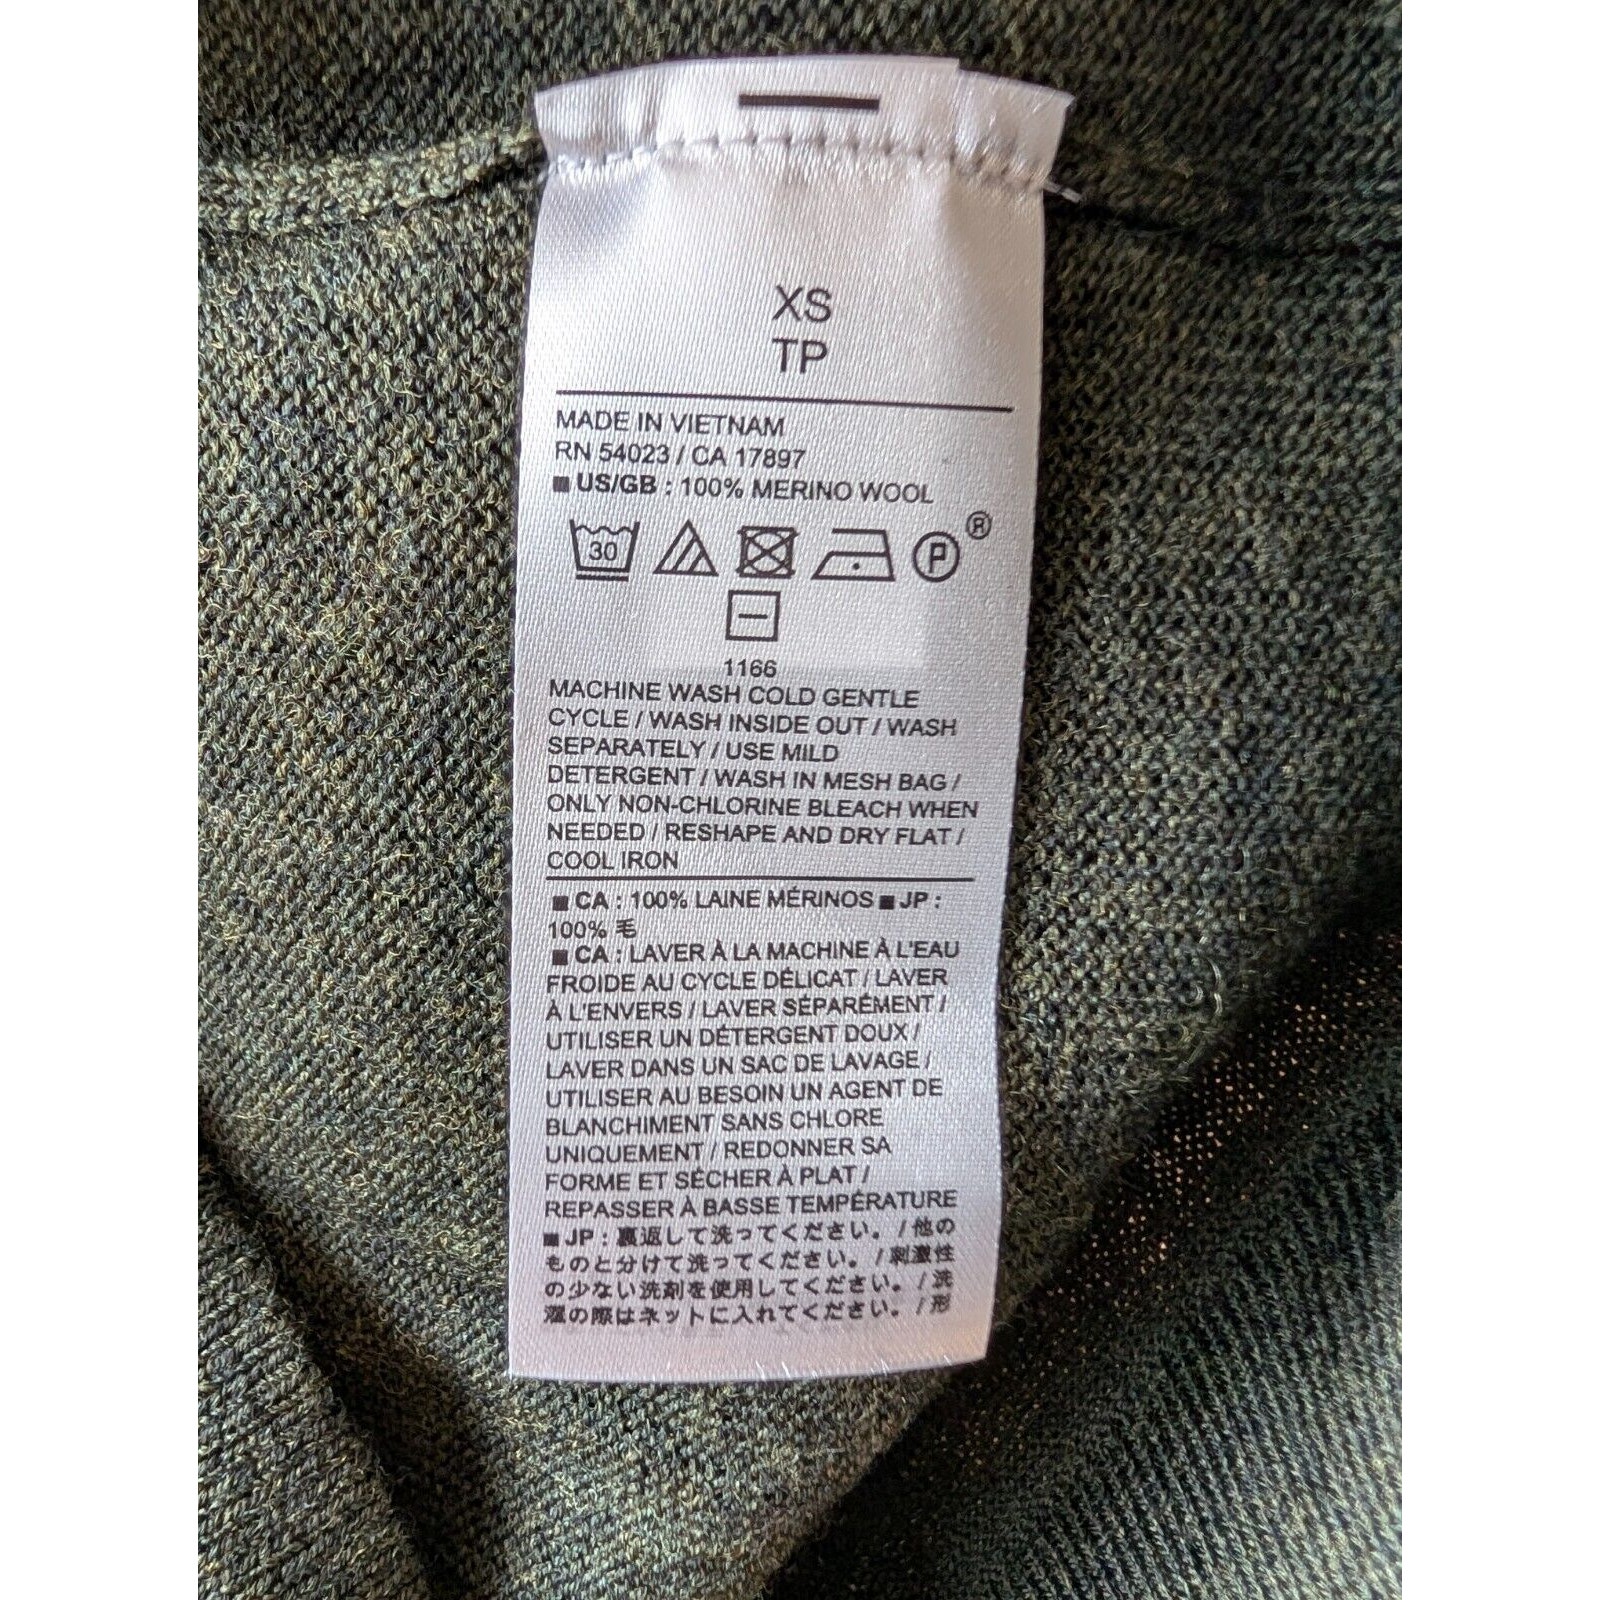 XS
TP
MADE IN VIETNAM
RN 54023 / CA 17897
■ US/GB : 100% MERINO WOOL
30 P ®
1166
MACHINE WASH COLD GENTLE
CYCLE / WASH INSIDE OUT / WASH
SEPARATELY / USE MILD
DETERGENT / WASH IN MESH BAG /
ONLY NON-CHLORINE BLEACH WHEN
NEEDED / RESHAPE AND DRY FLAT /
COOL IRON
■ CA : 100% LAINE MÉRINOS ■ JP :
100% 毛
■ CA : LAVER À LA MACHINE À L'EAU
FROIDE AU CYCLE DÉLICAT / LAVER
À L'ENVERS / LAVER SÉPARÉMENT /
UTILISER UN DÉTERGENT DOUX /
LAVER DANS UN SAC DE LAVAGE /
UTILISER AU BESOIN UN AGENT DE
BLANCHIMENT SANS CHLORE
UNIQUEMENT / REDONNER SA
FORME ET SÉCHER À PLAT /
REPASSER À BASSE TEMPÉRATURE
■ JP : 裏返して洗ってください。/ 他の
ものと分けて洗ってください。/ 刺激性
の少ない洗剤を使用してください。/ 洗
濯の際はネットに入れてください。/ 形